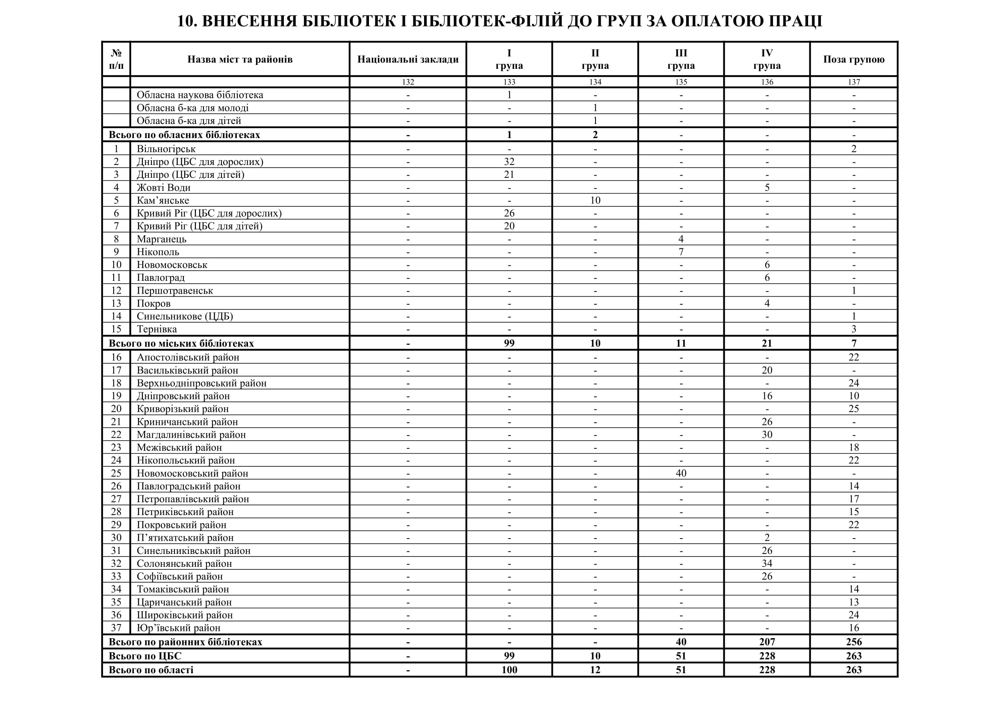 10. ВНЕСЕННЯ БІБЛІОТЕК І БІБЛІОТЕК-ФІЛІЙ ДО ГРУП ЗА ОПЛАТОЮ ПРАЦІ
№ п/п Назва міст та районів Національні заклади І група ІІ група ІІІ група IV група Поза групою
132 133 134 135 136 137
Обласна наукова бібліотека - 1 - - - -
Обласна б-ка для молоді - - 1 - - -
Обласна б-ка для дітей - - 1 - - -
Всього по обласних бібліотеках - 1 2 - - -
1 Вільногірськ - - - - - 2
2 Дніпро (ЦБС для дорослих) - 32 - - - -
3 Дніпро (ЦБС для дітей) - 21 - - - -
4 Жовті Води - - - - 5 -
5 Кам’янське - - 10 - - -
6 Кривий Ріг (ЦБС для дорослих) - 26 - - - -
7 Кривий Ріг (ЦБС для дітей) - 20 - - - -
8 Марганець - - - 4 - -
9 Нікополь - - - 7 - -
10 Новомосковськ - - - - 6 -
11 Павлоград - - - - 6 -
12 Першотравенськ - - - - - 1
13 Покров - - - - 4 -
14 Синельникове (ЦДБ) - - - - - 1
15 Тернівка - - - - - 3
Всього по міських бібліотеках - 99 10 11 21 7
16 Апостолівський район - - - - - 22
17 Васильківський район - - - - 20 -
18 Верхньодніпровський район - - - - - 24
19 Дніпровський район - - - - 16 10
20 Криворізький район - - - - - 25
21 Криничанський район - - - - 26 -
22 Магдалинівський район - - - - 30 -
23 Межівський район - - - - - 18
24 Нікопольський район - - - - - 22
25 Новомосковський район - - - 40 - -
26 Павлоградський район - - - - - 14
27 Петропавлівський район - - - - - 17
28 Петриківський район - - - - - 15
29 Покровський район - - - - - 22
30 П’ятихатський район - - - - 2 -
31 Синельниківський район - - - - 26 -
32 Солонянський район - - - - 34 -
33 Софіївський район - - - - 26 -
34 Томаківський район - - - - - 14
35 Царичанський район - - - - - 13
36 Широківський район - - - - - 24
37 Юр’ївський район - - - - - 16
Всього по районних бібліотеках - - - 40 207 256
Всього по ЦБС - 99 10 51 228 263
Всього по області - 100 12 51 228 263